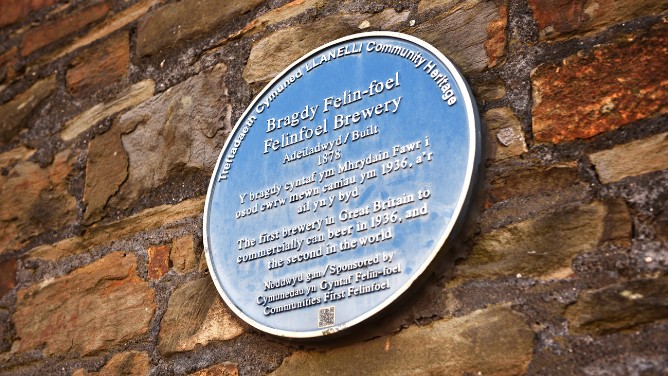 Treftadaeth Cymuned LLANELLI Community Heritage
Bragdy Felin-foel
Felinfoel Brewery
Adeiladwyd / Built
1878
Y bragdy cyntaf ym Mhrydain Fawr i
osod cwrw mewn caniau ym 1936, a'r
ail yn y byd
The first brewery in Great Britain to
commercially can beer in 1936, and
the second in the world
Noddwyd gan / Sponsored by
Cymunedau yn Gyntaf Felin-foel
Communities First Felinfoel